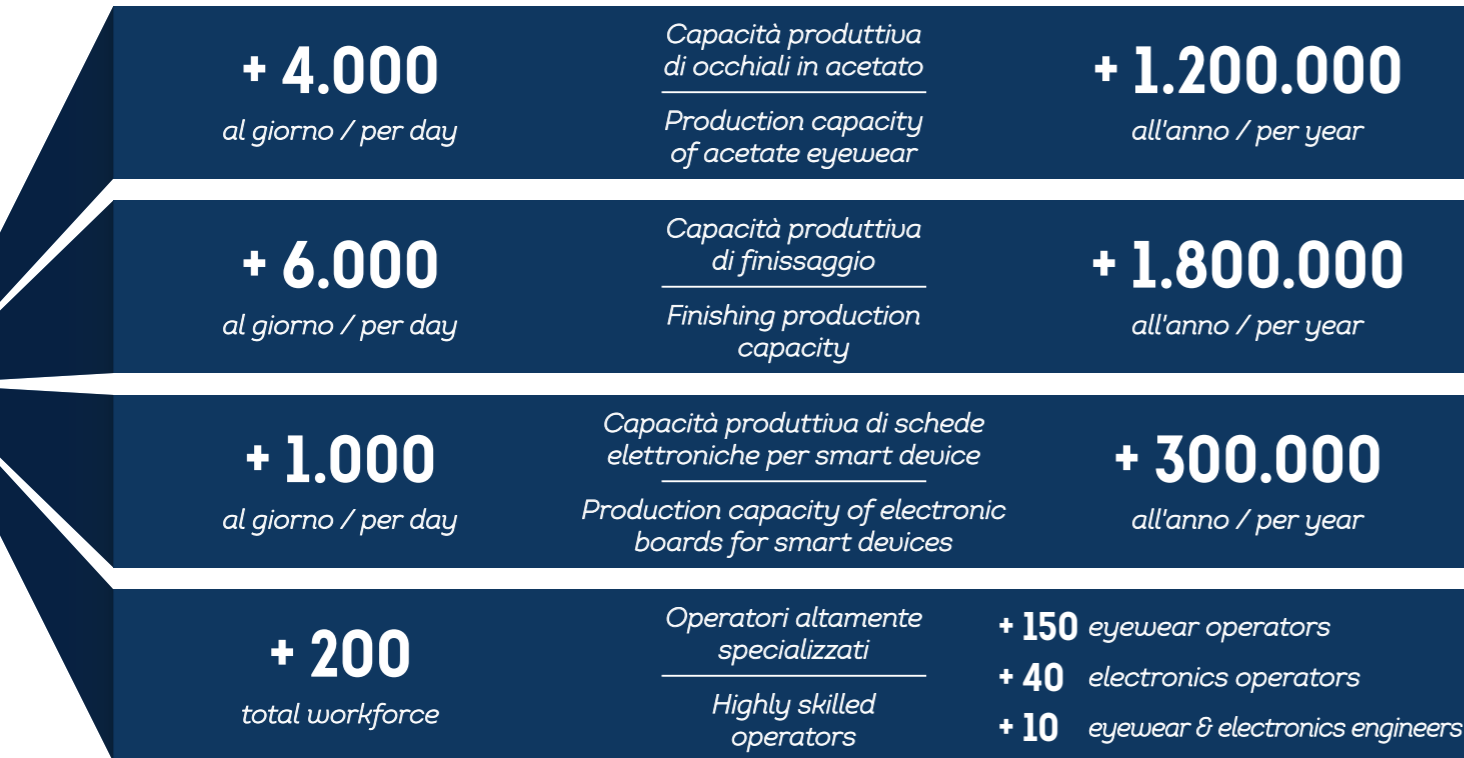 + 4.000
al giorno / per day
Capacità produttiva
di occhiali in acetato
Production capacity
of acetate eyewear
+ 1.200.000
all'anno / per year
+ 6.000
al giorno / per day
Capacità produttiva
di finissaggio
Finishing production
capacity
+ 1.800.000
all'anno / per year
+ 1.000
al giorno / per day
Capacità produttiva di schede
elettroniche per smart device
Production capacity of electronic
boards for smart devices
+ 300.000
all'anno / per year
+ 200
total workforce
Operatori altamente
specializzati
Highly skilled
operators
+ 150 eyewear operators
+ 40 electronics operators
+ 10 eyewear & electronics engineers